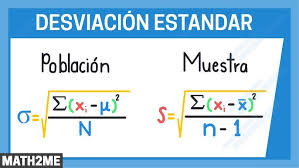 DESVIACIÓN ESTANDAR
Población
Muestra
σ=√(Σ(xᵢ-μ)²/N)
S=√(Σ(xᵢ-x̄)²/n-1)
MATH2ME